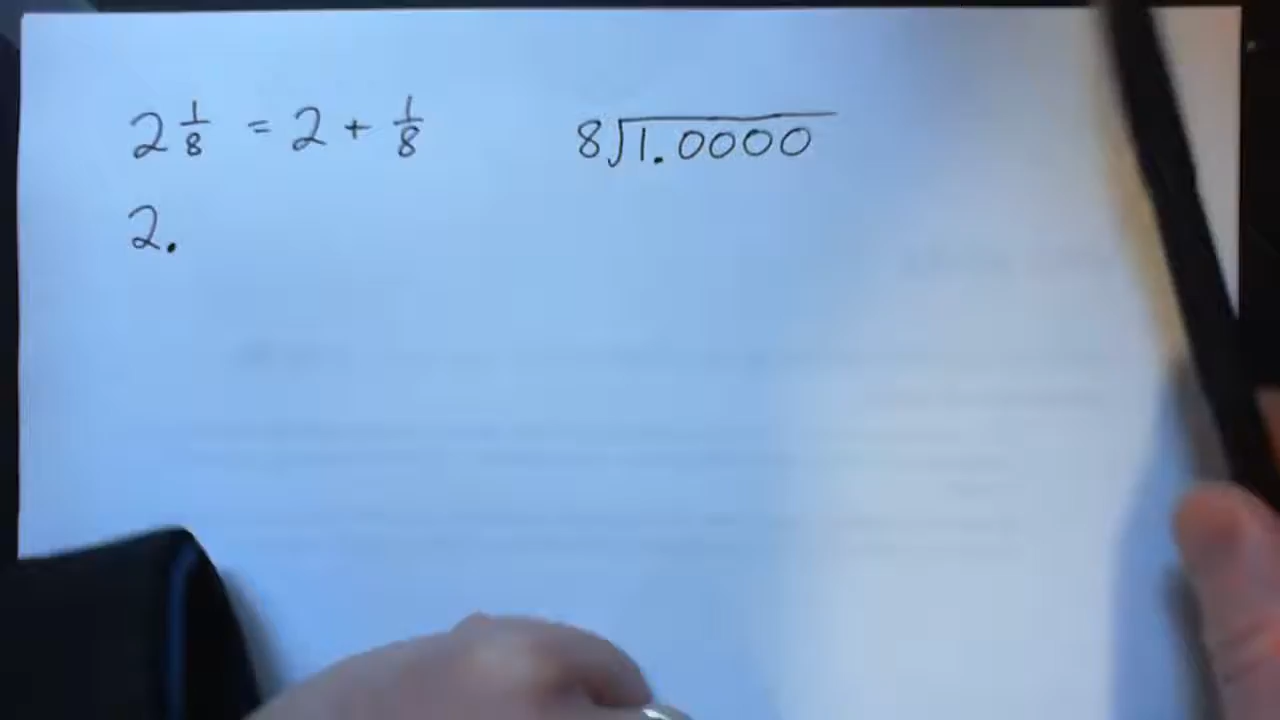 2 1/8 = 2 + 1/8
8)1.0000
2.